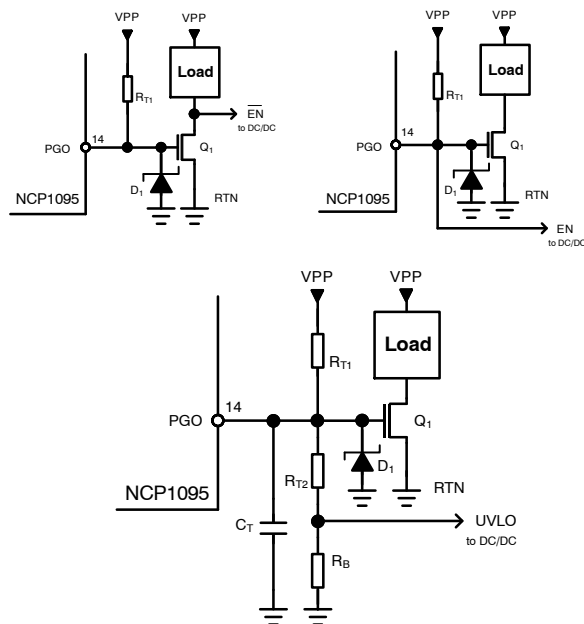 VPP VPP
Load
RT1
EN
to DC/DC
14
PGO
Q1
D1
RTN
NCP1095
VPP VPP
Load
RT1
14
PGO
Q1
D1
RTN
NCP1095
EN
to DC/DC
VPP VPP
Load
RT1
14
PGO
Q1
D1
RT2
RTN
NCP1095
UVLO
to DC/DC
CT
RB